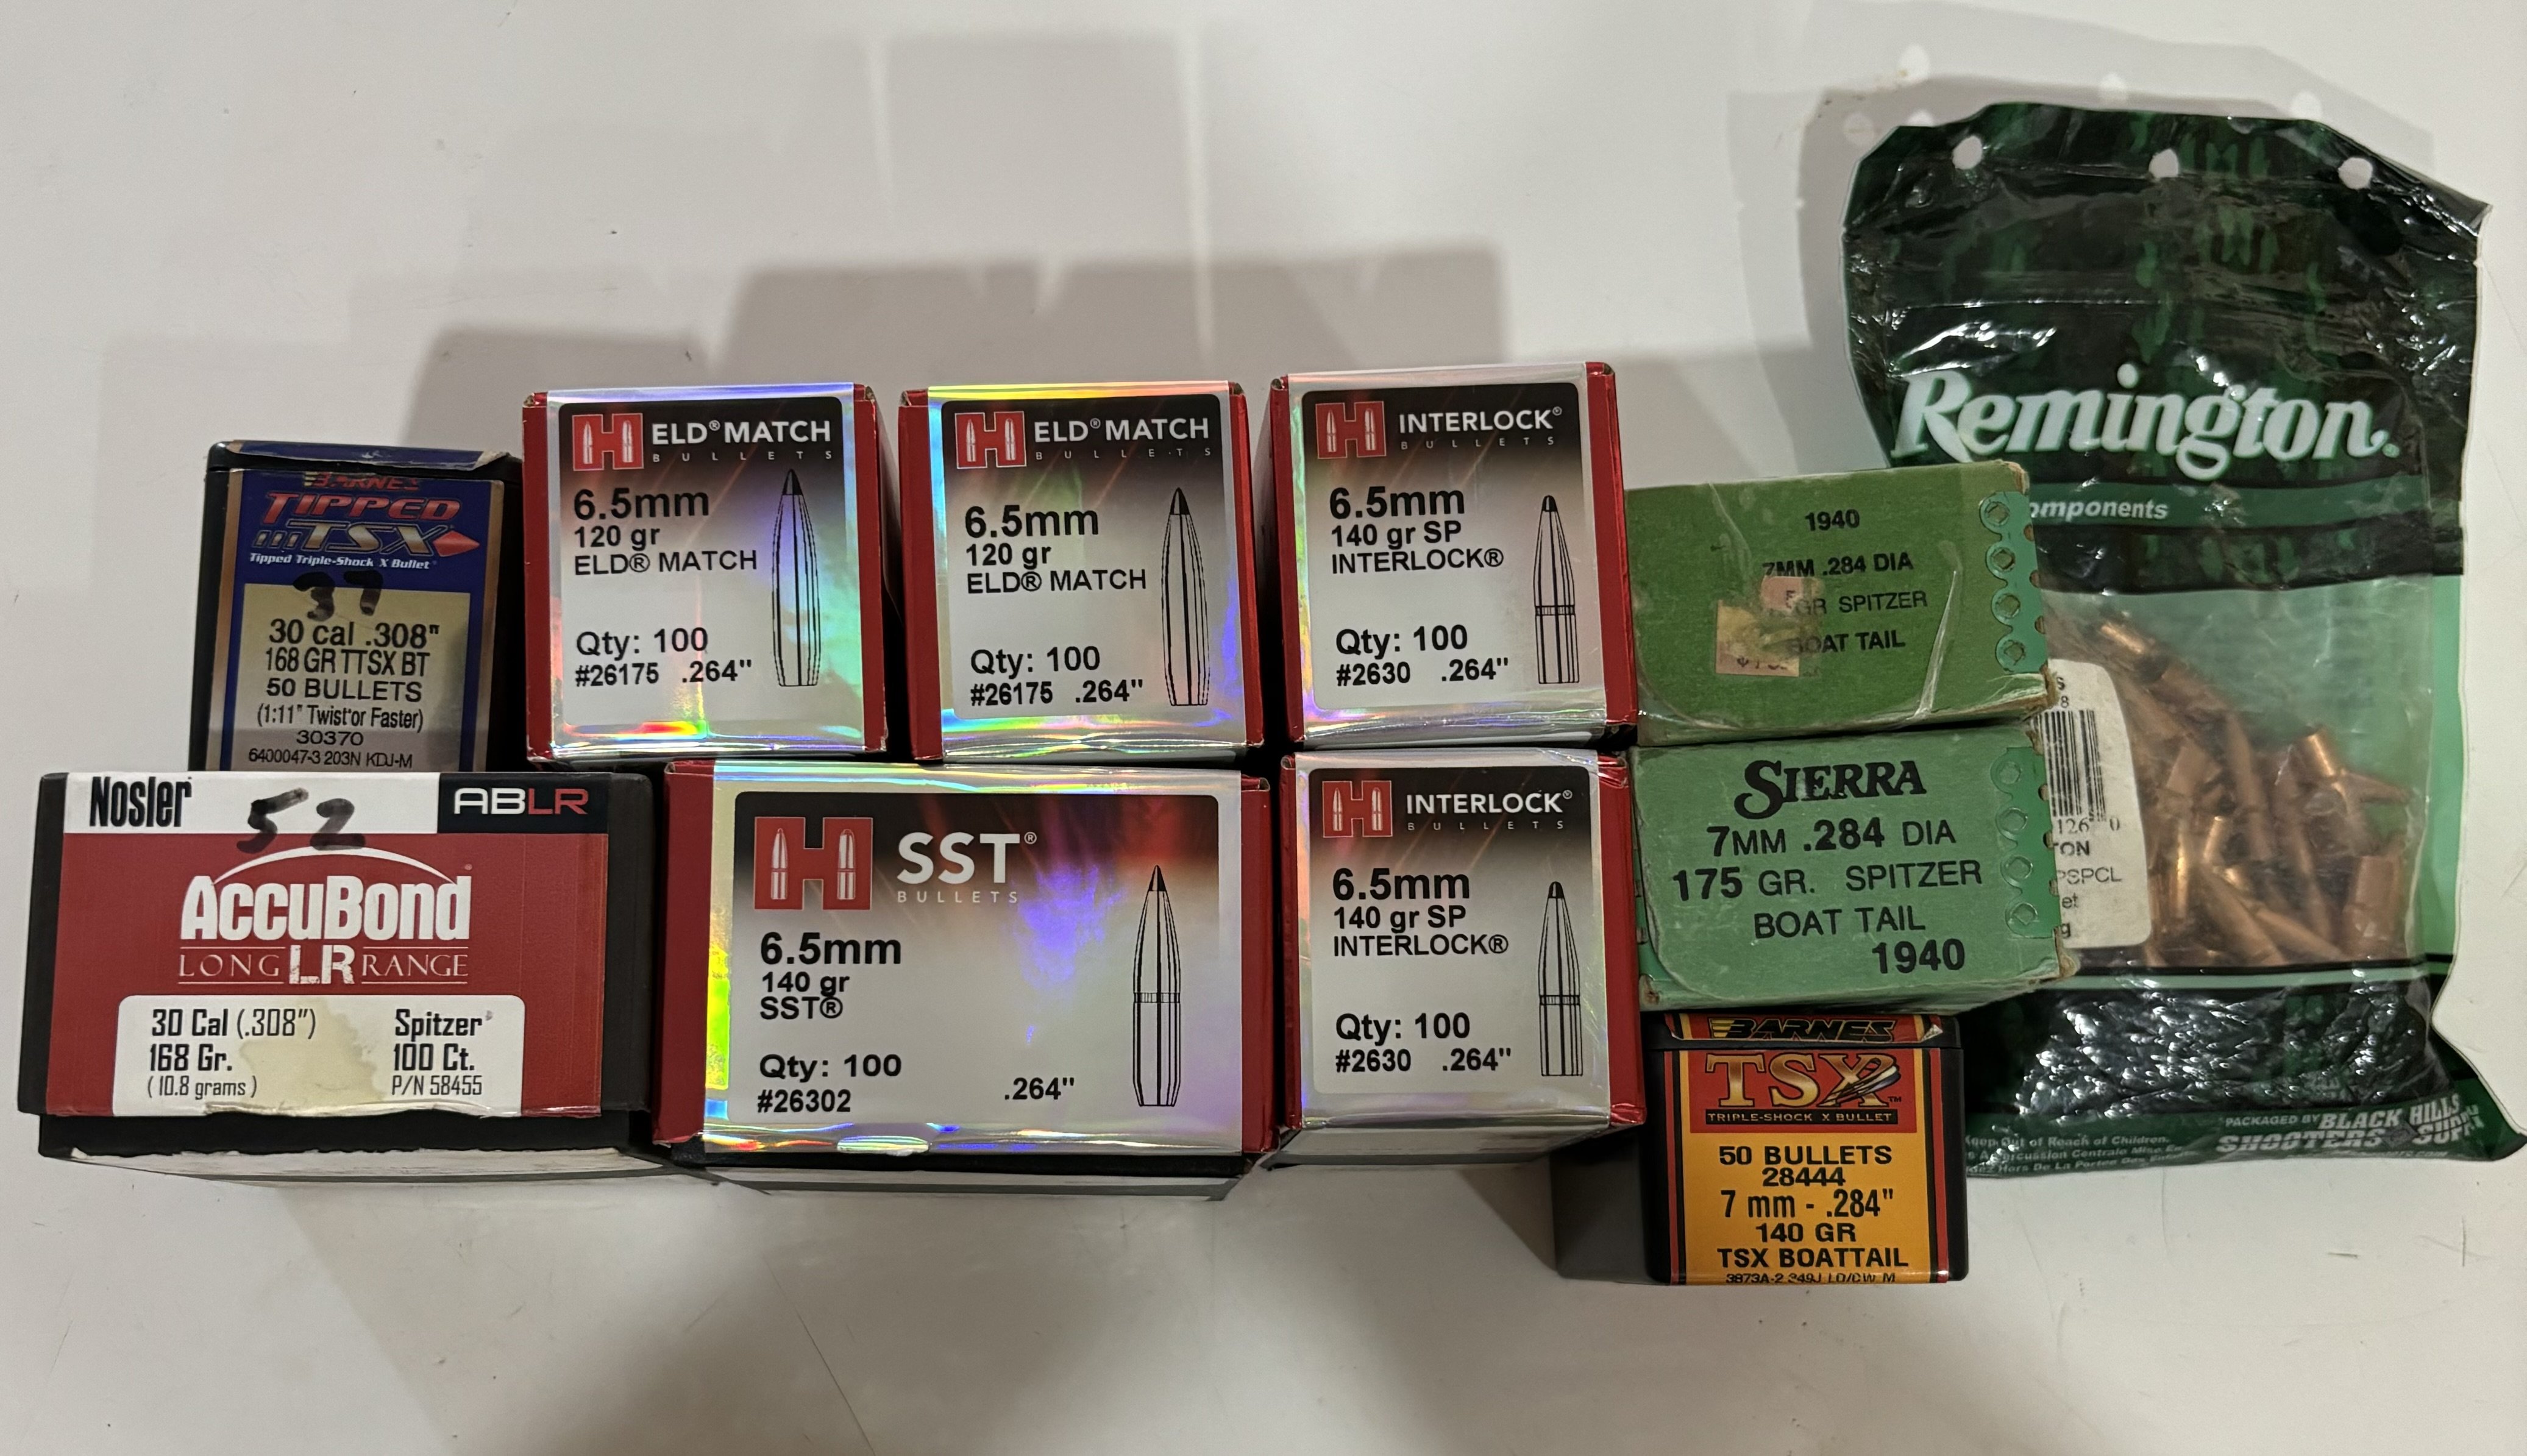 BARNES
TIPPED
TSX
Tipped Triple-Shock X Bullet
37
30 cal .308"
168 GR TTSX BT
50 BULLETS
(1:11" Twist or Faster)
30370
6400047-3 203N KDJ-M
H ELD® MATCH
BULLETS
6.5mm
120 gr
ELD® MATCH
Qty: 100
#26175 .264"
H ELD® MATCH
BULLETS
6.5mm
120 gr
ELD® MATCH
Qty: 100
#26175 .264"
H INTERLOCK®
BULLETS
6.5mm
140 gr SP
INTERLOCK®
Qty: 100
#2630 .264"
1940
7MM .284 DIA
GR SPITZER
BOAT TAIL
Remington®
Nosler 52 ABLR
AccuBond®
LONG LR RANGE
30 Cal (.308") Spitzer®
168 Gr. 100 Ct.
(10.8 grams) P/N 58455
H SST®
BULLETS
6.5mm
140 gr
SST®
Qty: 100
#26302 .264"
H INTERLOCK®
BULLETS
6.5mm
140 gr SP
INTERLOCK®
Qty: 100
#2630 .264"
SIERRA
7MM .284 DIA
175 GR. SPITZER
BOAT TAIL
1940
BARNES
TSX™
TRIPLE-SHOCK X BULLET
50 BULLETS
28444
7 mm - .284"
140 GR
TSX BOATTAIL
PSPCL
PACKAGED BY BLACK HILLS
SHOOTERS SUPPLY
Keep Out of Reach of Children.